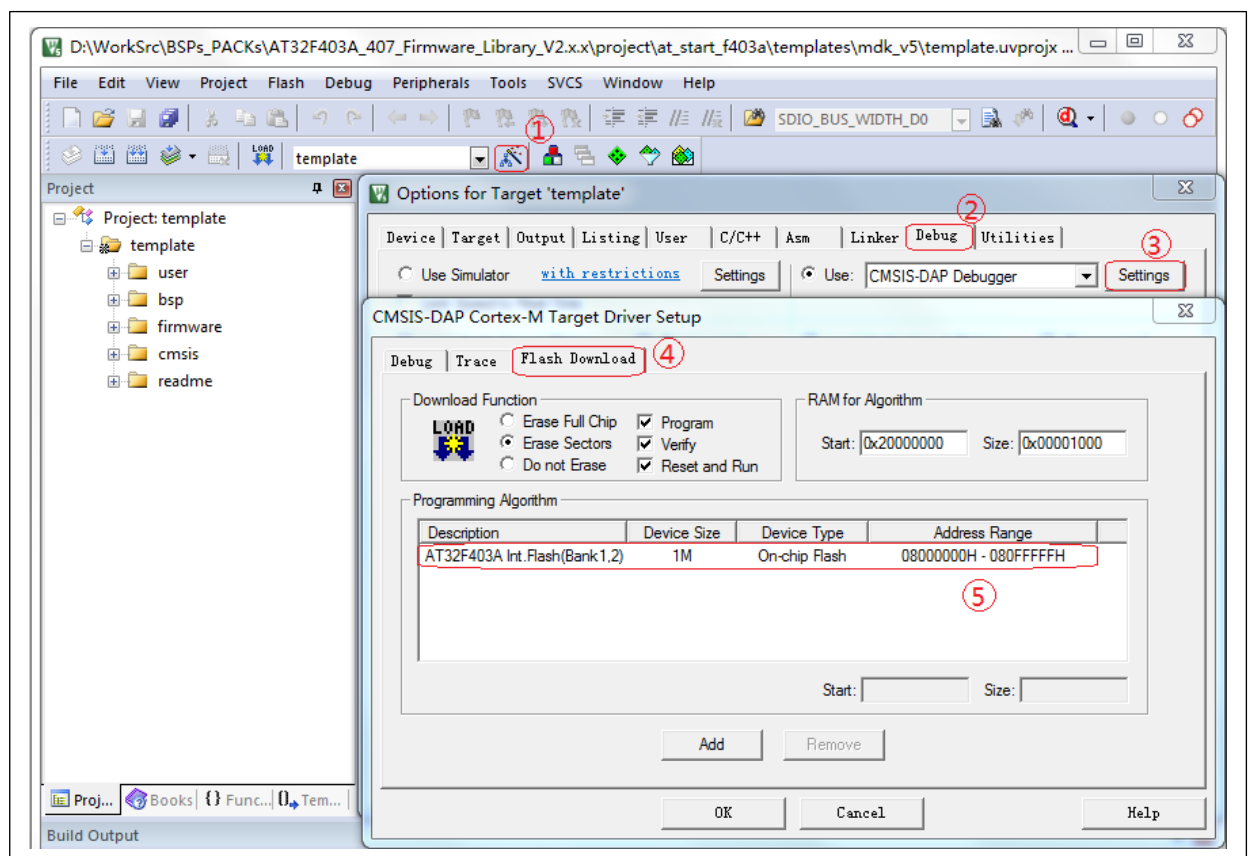 D:\WorkSrc\BSPs_PACKs\AT32F403A_407_Firmware_Library_V2.x.x\project\at_start_f403a\templates\mdk_v5\template.uvprojx ...
File Edit View Project Flash Debug Peripherals Tools SVCS Window Help
SDIO_BUS_WIDTH_D0
①
LOAD template
Project
Project: template
template
user
bsp
firmware
cmsis
readme
Options for Target 'template'
②
Device Target Output Listing User C/C++ Asm Linker Debug Utilities
③
Use Simulator with restrictions Settings Use: CMSIS-DAP Debugger Settings
CMSIS-DAP Cortex-M Target Driver Setup
Debug Trace Flash Download ④
Download Function
LOAD
Erase Full Chip Program
Erase Sectors Verify
Do not Erase Reset and Run
RAM for Algorithm
Start: 0x20000000 Size: 0x00001000
Programming Algorithm
Description Device Size Device Type Address Range
AT32F403A Int.Flash(Bank1,2) 1M On-chip Flash 08000000H - 080FFFFFH
⑤
Start: Size:
Add Remove
OK Cancel Help
Proj... Books {} Func... 0 Tem...
Build Output